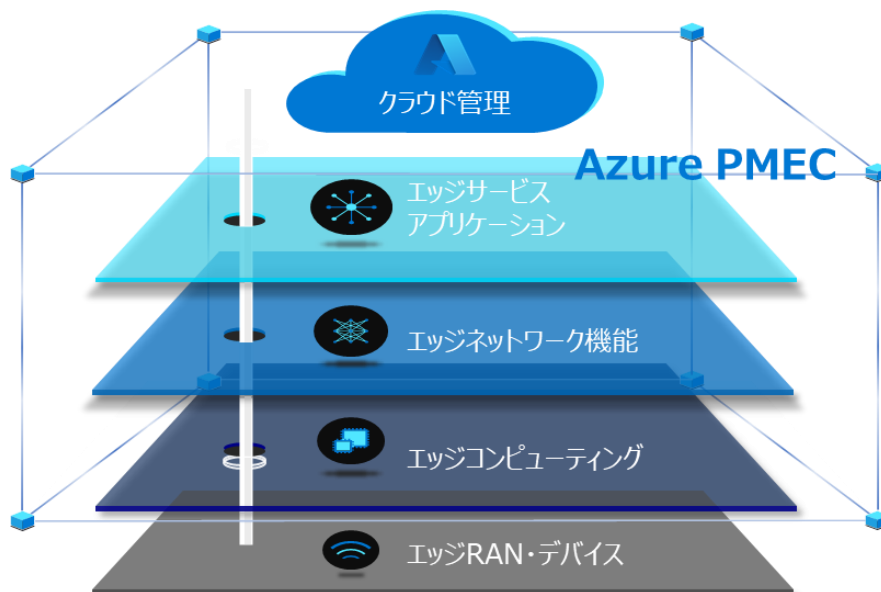 クラウド管理
Azure PMEC
エッジサービス
アプリケーション
エッジネットワーク機能
エッジコンピューティング
エッジRAN・デバイス